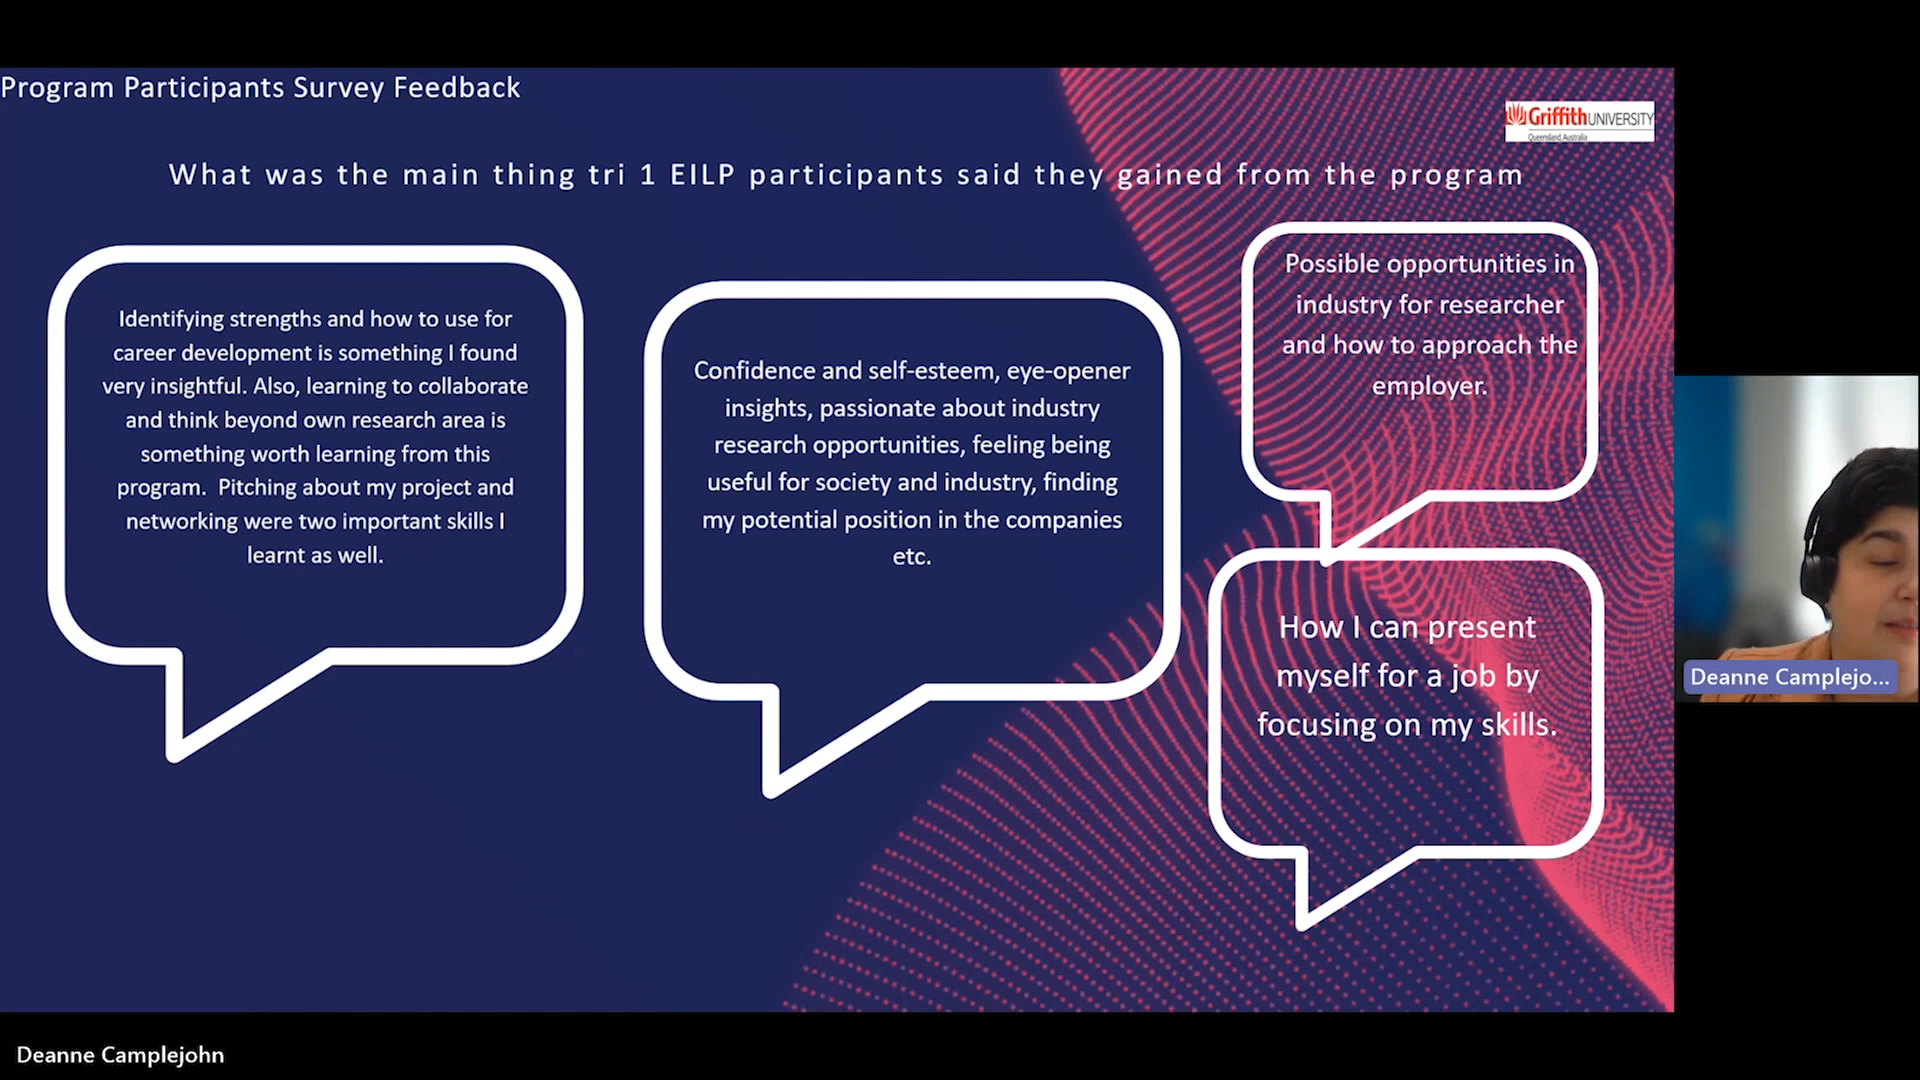 Program Participants Survey Feedback
Griffith UNIVERSITY
Queensland, Australia
What was the main thing tri 1 EILP participants said they gained from the program
Identifying strengths and how to use for
career development is something I found
very insightful. Also, learning to collaborate
and think beyond own research area is
something worth learning from this
program. Pitching about my project and
networking were two important skills I
learnt as well.
Confidence and self-esteem, eye-opener
insights, passionate about industry
research opportunities, feeling being
useful for society and industry, finding
my potential position in the companies
etc.
Possible opportunities in
industry for researcher
and how to approach the
employer.
How I can present
myself for a job by
focusing on my skills.
Deanne Camplejo...
Deanne Camplejohn